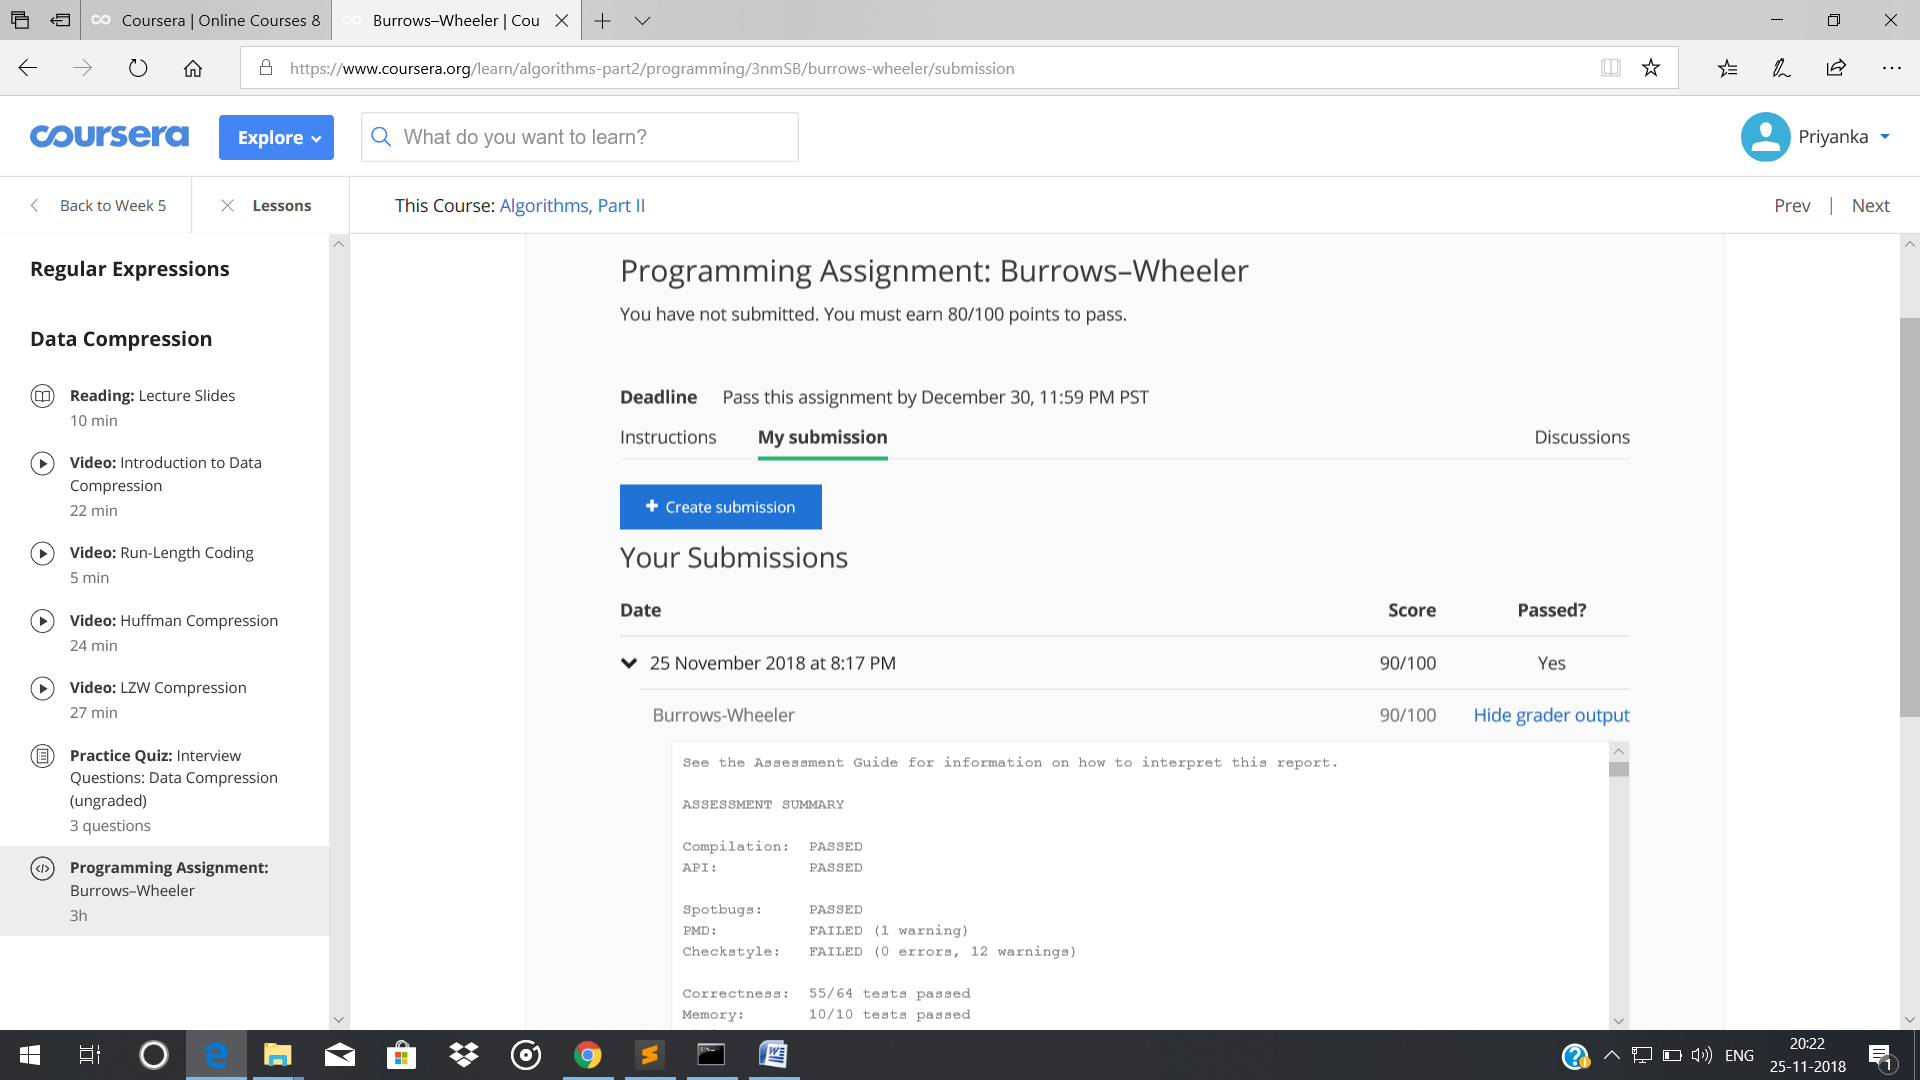 Coursera | Online Courses &
Burrows–Wheeler | Cou
https://www.coursera.org/learn/algorithms-part2/programming/3nmSB/burrows-wheeler/submission
coursera
Explore
What do you want to learn?
Priyanka
Back to Week 5
Lessons
This Course: Algorithms, Part II
Prev | Next
Regular Expressions
Data Compression
Reading: Lecture Slides
10 min
Video: Introduction to Data
Compression
22 min
Video: Run-Length Coding
5 min
Video: Huffman Compression
24 min
Video: LZW Compression
27 min
Practice Quiz: Interview
Questions: Data Compression
(ungraded)
3 questions
Programming Assignment:
Burrows–Wheeler
3h
Programming Assignment: Burrows–Wheeler
You have not submitted. You must earn 80/100 points to pass.
Deadline Pass this assignment by December 30, 11:59 PM PST
Instructions My submission Discussions
+ Create submission
Your Submissions
Date Score Passed?
25 November 2018 at 8:17 PM 90/100 Yes
Burrows-Wheeler 90/100 Hide grader output
See the Assessment Guide for information on how to interpret this report.
ASSESSMENT SUMMARY
Compilation: PASSED
API: PASSED
Spotbugs: PASSED
PMD: FAILED (1 warning)
Checkstyle: FAILED (0 errors, 12 warnings)
Correctness: 55/64 tests passed
Memory: 10/10 tests passed
ENG
20:22
25-11-2018
1